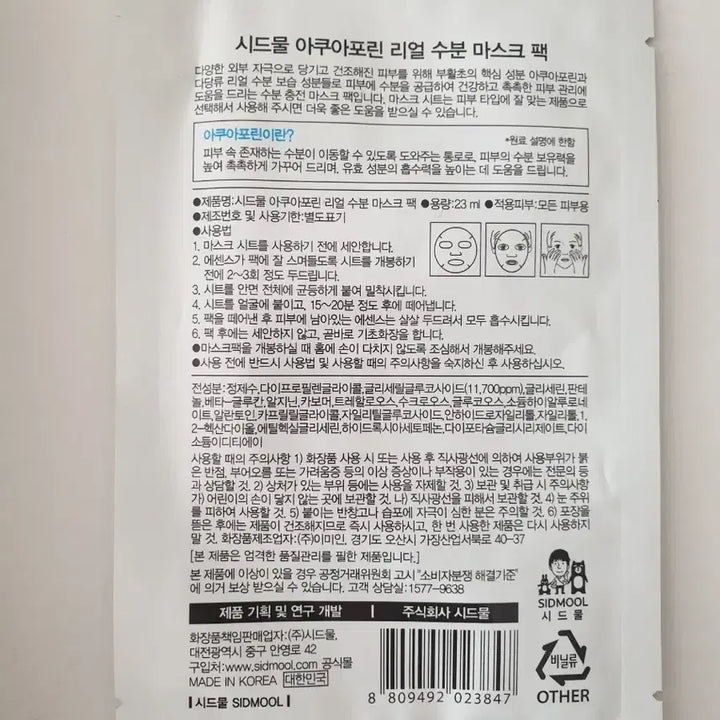 시드물 아쿠아포린 리얼 수분 마스크 팩
다양한 외부 자극으로 당기고 건조해진 피부를 위해 부활초의 핵심 성분 아쿠아포린과
다당류 리얼 수분 보습 성분들로 피부에 수분을 공급하여 건강하고 촉촉한 피부 관리에
도움을 드리는 수분 충전 마스크 팩입니다. 마스크 시트는 피부 타입에 잘 맞는 제품으로
선택해서 사용해 주시면 더욱 좋은 도움을 받으실 수 있습니다.
아쿠아포린이란?
*원료 설명에 한함
피부 속 존재하는 수분이 이동할 수 있도록 도와주는 통로로, 피부의 수분 보유력을
높여 촉촉하게 가꾸어 드리며, 유효 성분의 흡수력을 높이는 데 도움을 드립니다.
●제품명:시드물 아쿠아포린 리얼 수분 마스크 팩 ●용량:23 ml ●적용피부:모든 피부용
●제조번호 및 사용기한:별도표기
●사용법
1. 마스크 시트를 사용하기 전에 세안합니다.
2. 에센스가 팩에 잘 스며들도록 시트를 개봉하기
전에 2~3회 정도 두드립니다.
3. 시트를 안면 전체에 균등하게 붙여 밀착시킵니다.
4. 시트를 얼굴에 붙이고, 15~20분 정도 후에 떼어냅니다.
5. 팩을 떼어낸 후 피부에 남아있는 에센스는 살살 두드러서 모두 흡수시킵니다.
6. 팩 후에는 세안하지 않고, 곧바로 기초화장을 합니다.
●마스크팩을 개봉하실 때 홈에 손이 다치지 않도록 조심해서 개봉해주세요.
●사용 전에 반드시 사용법 및 사용할 때의 주의사항을 숙지하신 후 사용하십시오.
전성분:정제수,다이프로필렌글라이콜,글리세릴글루코사이드(11,700ppm),글리세린,판테
놀,베타-글루칸,알지닌,카보머,트레할로오스,수크로오스,글루코오스,소듐하이알루로네
이트,알란토인,카프릴릴글라이콜,자일리틸글루코사이드,안하이드로자일리톨,자일리톨,1,
2-헥산다이올,에틸헥실글리세린,하이드록시아세토페논,다이포타슘글리시리제이트,다이
소듐이디티에이
사용할 때의 주의사항 1) 화장품 사용 시 또는 사용 후 직사광선에 의하여 사용부위가 붉
은 반점, 부어오름 또는 가려움증 등의 이상 증상이나 부작용이 있는 경우에는 전문의 등
과 상담할 것. 2) 상처가 있는 부위 등에는 사용을 자제할 것. 3) 보관 및 취급 시 주의사항
가) 어린이의 손이 닿지 않는 곳에 보관할 것. 나) 직사광선을 피해서 보관할 것. 4) 눈 주위
를 피하여 사용할 것. 5) 붙이는 반창고나 습포에 자극이 심한 분은 주의할 것. 6) 포장을
뜯은 후에는 제품이 건조해지므로 즉시 사용하시고, 한 번 사용한 제품은 다시 사용하지
말 것. 화장품제조업자:(주)이미인, 경기도 오산시 가장산업서북로 40-37
[본 제품은 엄격한 품질관리를 필한 제품입니다.]
본 제품에 이상이 있을 경우 공정거래위원회 고시 "소비자분쟁 해결기준"
에 의거 보상 받으실 수 있습니다. 고객 상담실: 1577-9638
제품 기획 및 연구 개발 | 주식회사 시드물
화장품책임판매업자:(주)시드물,
대전광역시 중구 안영로 42
구입처:www.sidmool.com 공식몰
MADE IN KOREA 대한민국
| 시드물 SIDMOOL |
8 809492 023847
SIDMOOL
시드물
비닐류
OTHER